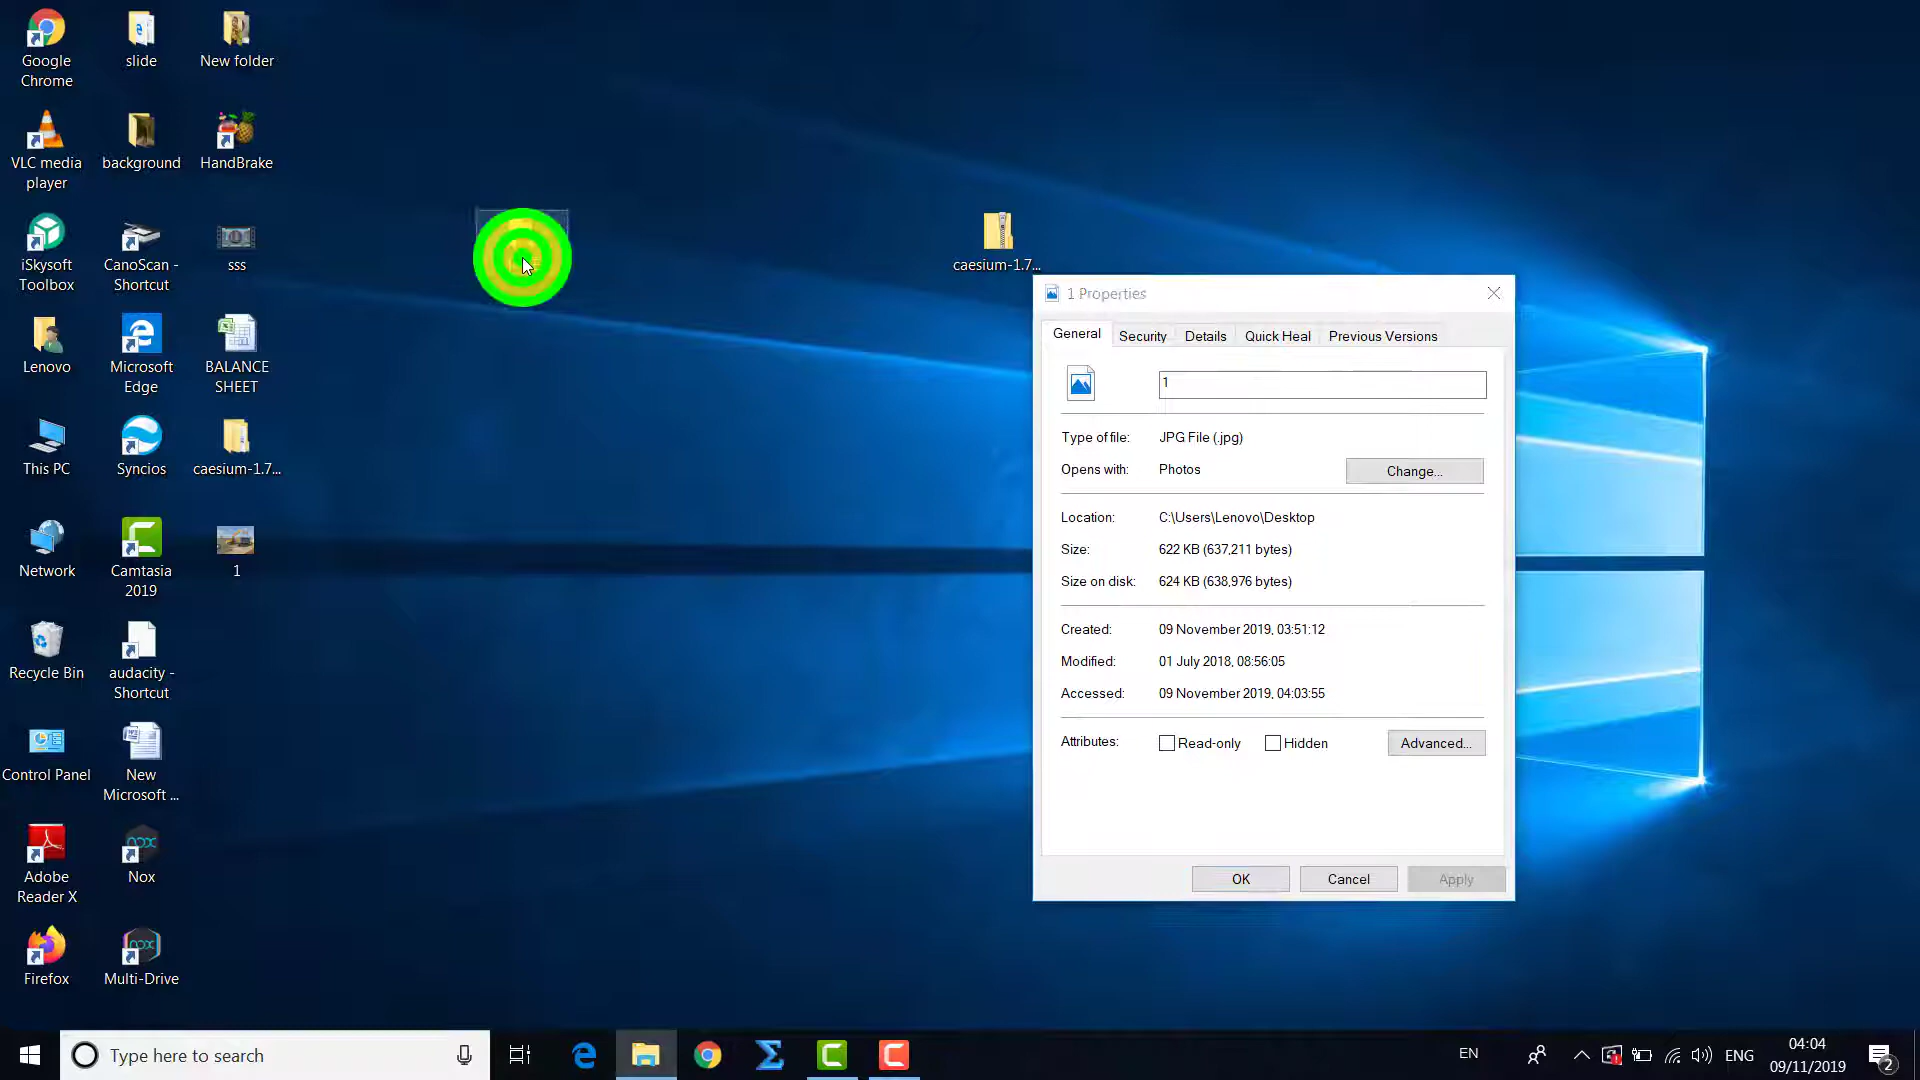 Google
Chrome
slide
New folder
VLC media
player
background
HandBrake
iSkysoft
Toolbox
CanoScan -
Shortcut
sss
Lenovo
Microsoft
Edge
BALANCE
SHEET
This PC
Syncios
caesium-1.7...
Network
Camtasia
2019
1
Recycle Bin
audacity -
Shortcut
Control Panel
New
Microsoft ...
Adobe
Reader X
Nox
Firefox
Multi-Drive
caesium-1.7...
1 Properties
General Security Details Quick Heal Previous Versions
1
Type of file: JPG File (.jpg)
Opens with: Photos Change...
Location: C:\Users\Lenovo\Desktop
Size: 622 KB (637,211 bytes)
Size on disk: 624 KB (638,976 bytes)
Created: 09 November 2019, 03:51:12
Modified: 01 July 2018, 08:56:05
Accessed: 09 November 2019, 04:03:55
Attributes: Read-only Hidden Advanced...
OK Cancel Apply
Type here to search
EN
ENG
04:04
09/11/2019
2